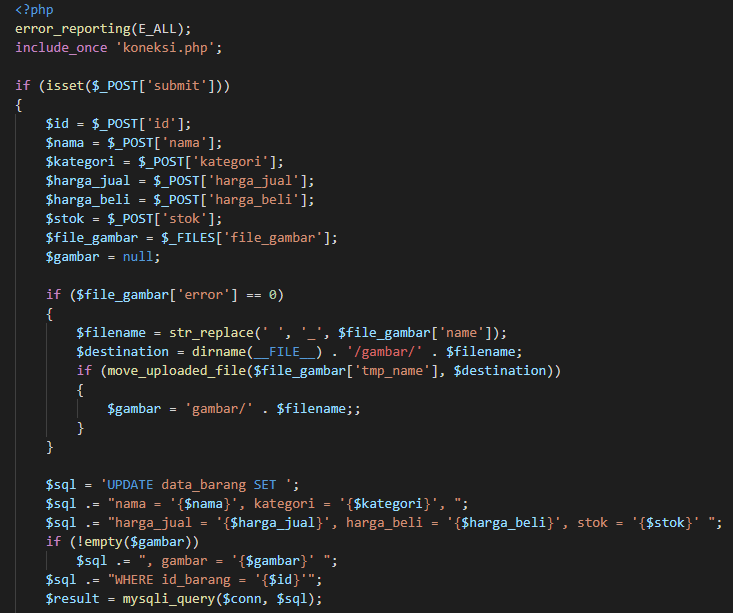 <?php
error_reporting(E_ALL);
include_once 'koneksi.php';

if (isset($_POST['submit']))
{
    $id = $_POST['id'];
    $nama = $_POST['nama'];
    $kategori = $_POST['kategori'];
    $harga_jual = $_POST['harga_jual'];
    $harga_beli = $_POST['harga_beli'];
    $stok = $_POST['stok'];
    $file_gambar = $_FILES['file_gambar'];
    $gambar = null;

    if ($file_gambar['error'] == 0)
    {
        $filename = str_replace(' ', '_', $file_gambar['name']);
        $destination = dirname(__FILE__) . '/gambar/' . $filename;
        if (move_uploaded_file($file_gambar['tmp_name'], $destination))
        {
            $gambar = 'gambar/' . $filename;;
        }
    }

    $sql = 'UPDATE data_barang SET ';
    $sql .= "nama = '{$nama}', kategori = '{$kategori}', ";
    $sql .= "harga_jual = '{$harga_jual}', harga_beli = '{$harga_beli}', stok = '{$stok}' ";
    if (!empty($gambar))
        $sql .= ", gambar = '{$gambar}' ";
    $sql .= "WHERE id_barang = '{$id}'";
    $result = mysqli_query($conn, $sql);